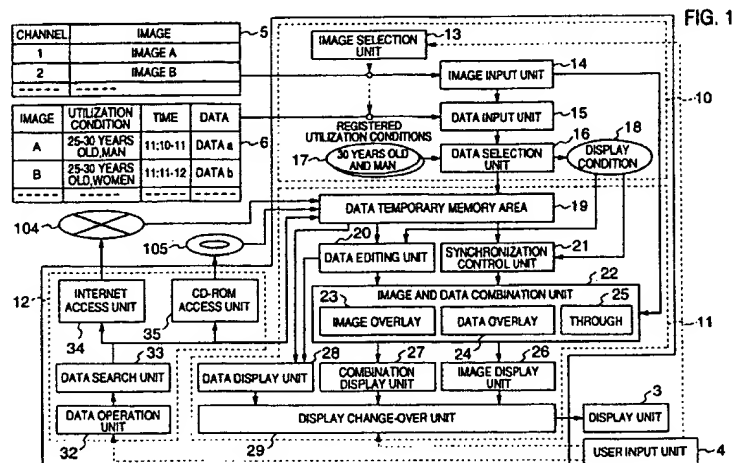 FIG. 1
CHANNEL IMAGE 5
1 IMAGE A
2 IMAGE B
IMAGE UTILIZATION CONDITION TIME DATA
A 25-30 YEARS OLD,MAN 11:10-11 DATA a 6
B 25-30 YEARS OLD,WOMEN 11:11-12 DATA b
IMAGE SELECTION UNIT 13
IMAGE INPUT UNIT 14
10
DATA INPUT UNIT 15
REGISTERED UTILIZATION CONDITIONS
17 30 YEARS OLD AND MAN
DATA SELECTION UNIT 16
DISPLAY CONDITION 18
104
105
DATA TEMPORARY MEMORY AREA 19
20
DATA EDITING UNIT
SYNCHRONIZATION CONTROL UNIT 21
22
IMAGE AND DATA COMBINATION UNIT
23 IMAGE OVERLAY
DATA OVERLAY 24
THROUGH 25
11
12
INTERNET ACCESS UNIT 34
CD-ROM ACCESS UNIT 35
33
DATA SEARCH UNIT
DATA OPERATION UNIT
32
DATA DISPLAY UNIT 28
COMBINATION DISPLAY UNIT 27
IMAGE DISPLAY UNIT 26
DISPLAY CHANGE-OVER UNIT
29
DISPLAY UNIT 3
USER INPUT UNIT 4